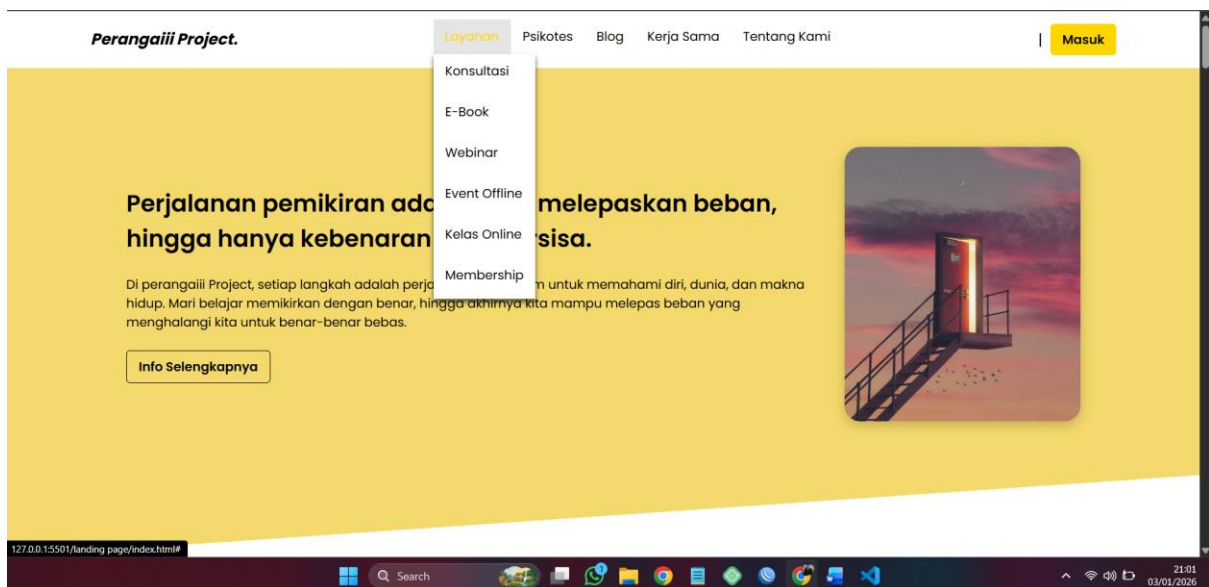 Perangaiii Project.
Layanan Psikotes Blog Kerja Sama Tentang Kami
| Masuk
Konsultasi
E-Book
Webinar
Event Offline
Kelas Online
Membership
Perjalanan pemikiran melepaskan beban,
hingga hanya kebenaran
Di perangaiii Project, setiap langkah adalah untuk memahami diri, dunia, dan makna
hidup. Mari belajar memikirkan dengan benar, hingga akhirnya kita mampu melepas beban yang
menghalangi kita untuk benar-benar bebas.
Info Selengkapnya
127.0.0.1:5501/landing page/index.html#
Search
21:01
03/01/2026